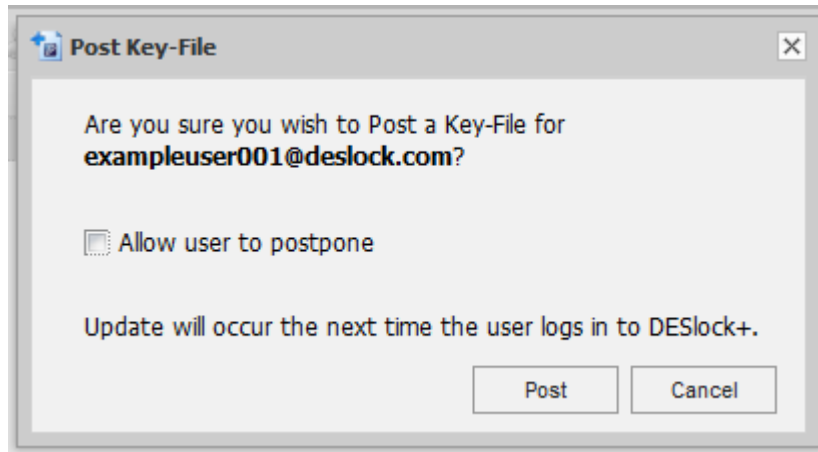 Post Key-File
Are you sure you wish to Post a Key-File for
exampleuser001@deslock.com?
Allow user to postpone
Update will occur the next time the user logs in to DESlock+.
Post Cancel